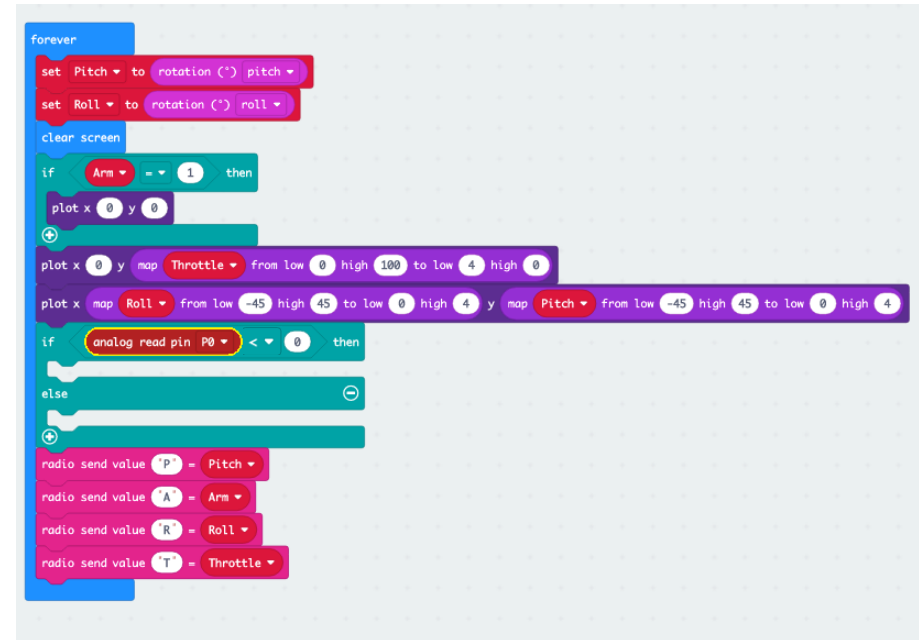 forever
set Pitch to rotation (°) pitch
set Roll to rotation (°) roll
clear screen
if Arm = 1 then
plot x 0 y 0
plot x 0 y map Throttle from low 0 high 100 to low 4 high 0
plot x map Roll from low -45 high 45 to low 0 high 4 y map Pitch from low -45 high 45 to low 0 high 4
if analog read pin P0 < 0 then
else
radio send value "P" = Pitch
radio send value "A" = Arm
radio send value "R" = Roll
radio send value "T" = Throttle